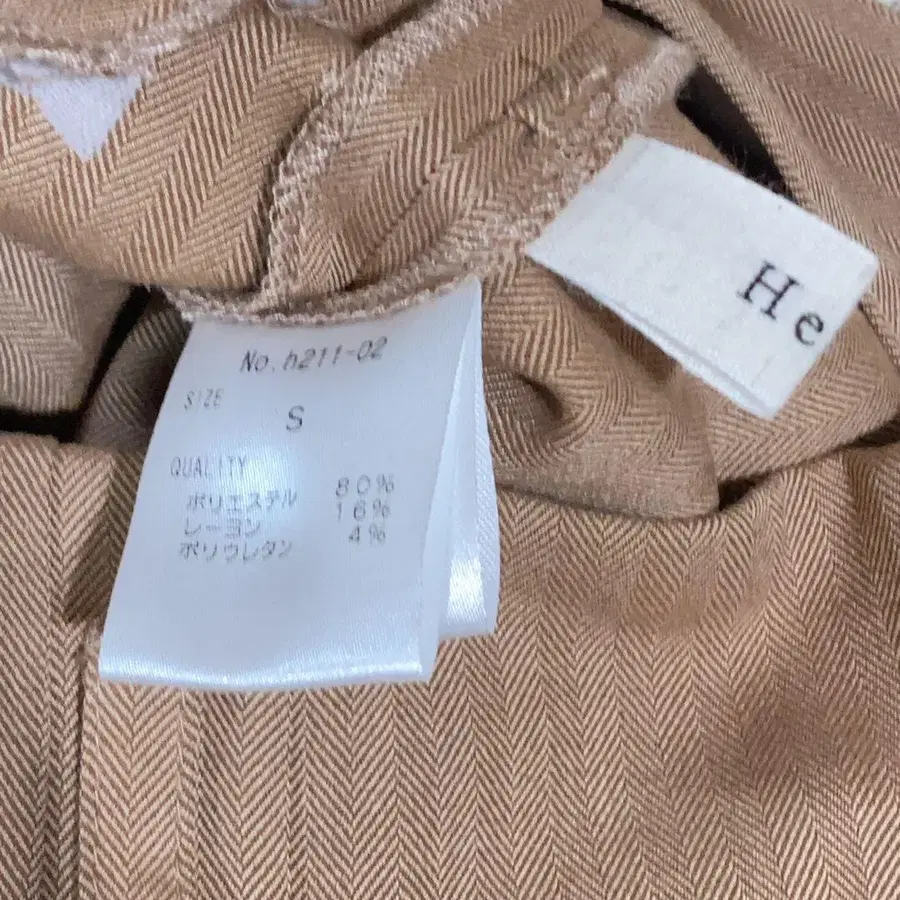 No.h211-02
SIZE
S
QUALITY
ポリエステル 80%
レーヨン 16%
ポリウレタン 4%
He